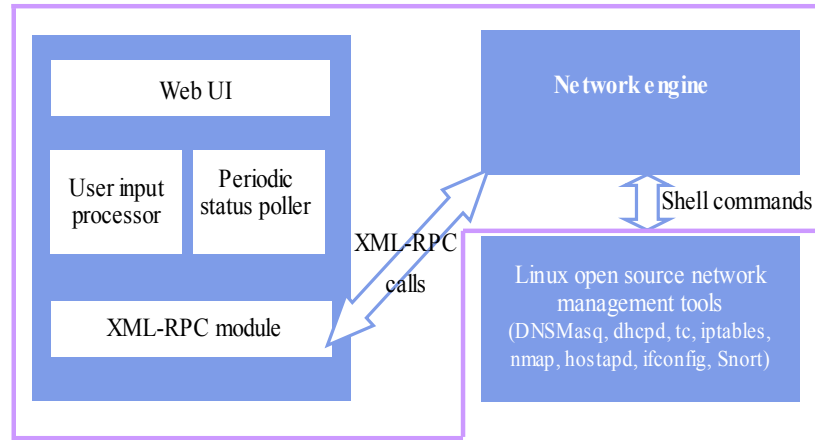 Web UI
User input
processor
Periodic
status poller
XML-RPC module
XML-RPC
calls
Network engine
Shell commands
Linux open source network
management tools
(DNSMasq, dhcpd, tc, iptables,
nmap, hostapd, ifconfig, Snort)